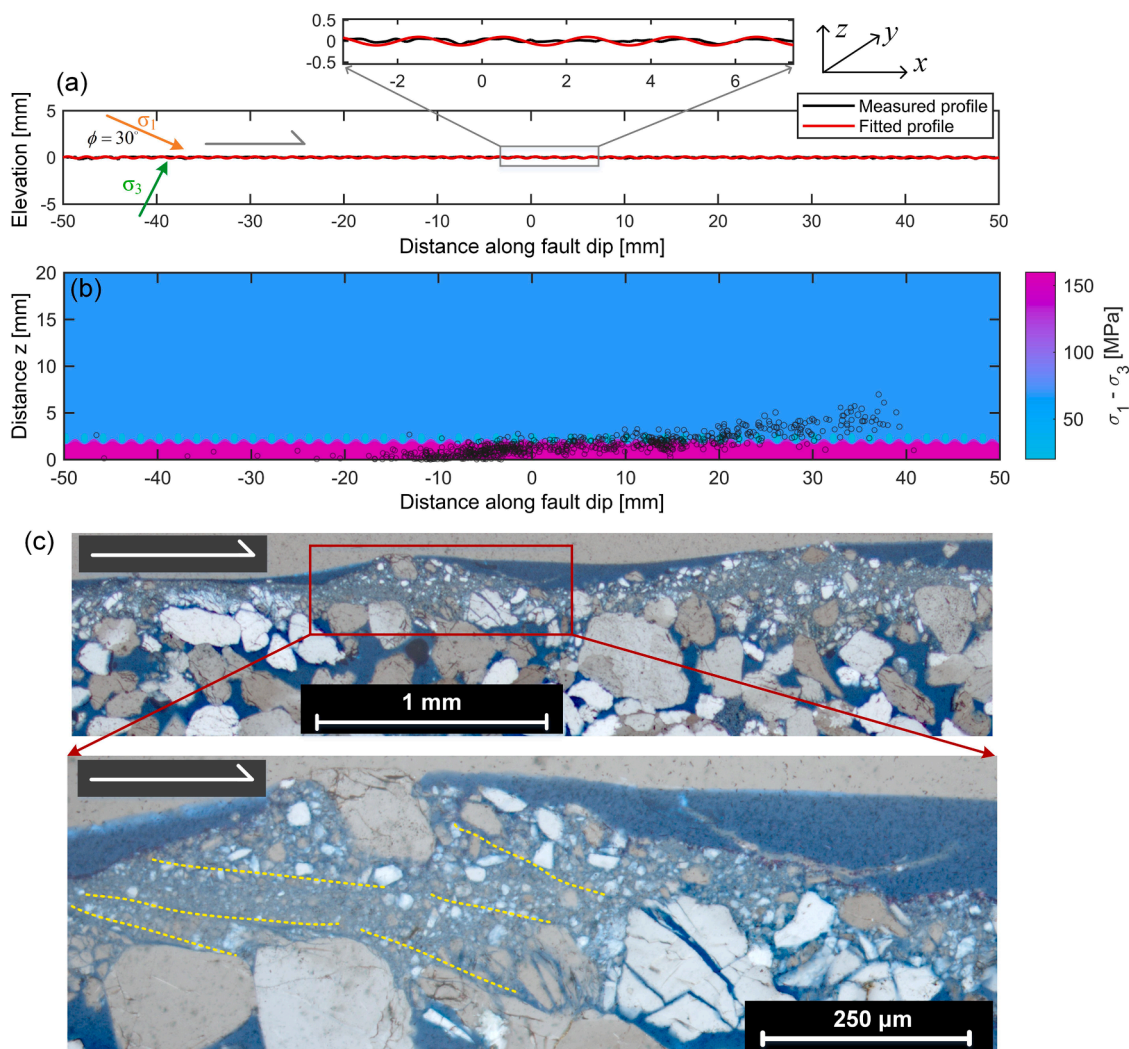 0.5
0
-0.5
-2 0 2 4 6
z
y
x
(a)
Measured profile
Fitted profile
5
0
-5
Elevation [mm]
σ1
ϕ = 30°
σ3
-50 -40 -30 -20 -10 0 10 20 30 40 50
Distance along fault dip [mm]
(b)
20
15
10
5
0
Distance z [mm]
-50 -40 -30 -20 -10 0 10 20 30 40 50
Distance along fault dip [mm]
150
100
50
σ1 - σ3 [MPa]
(c)
1 mm
250 µm